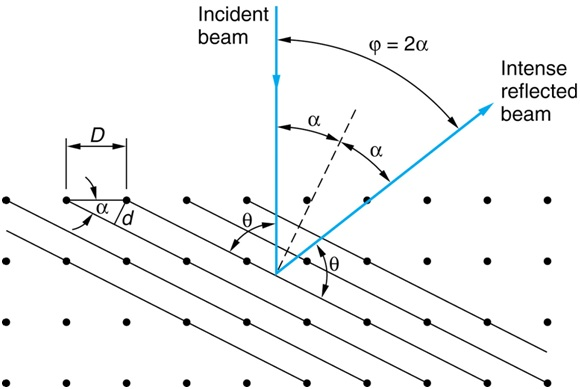 Incident
beam
φ = 2α
Intense
reflected
beam
α
α
D
α
d
θ
θ